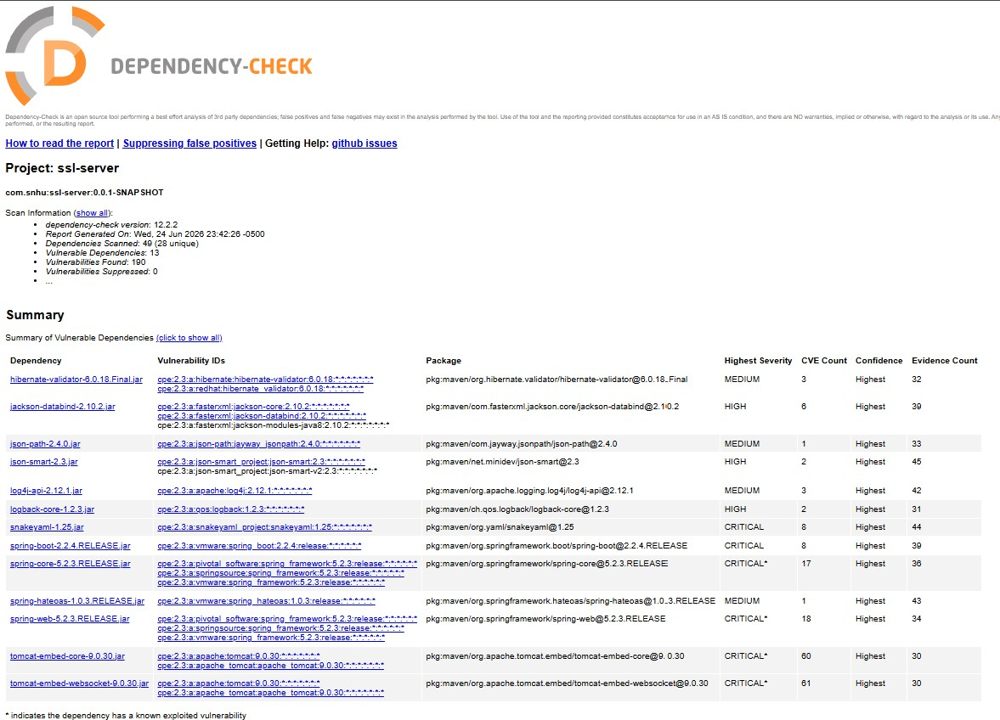 DEPENDENCY-CHECK
Dependency-Check is an open source tool performing a best effort analysis of 3rd party dependencies; false positives and false negatives may exist in the analysis performed by the tool. Use of the tool and the reporting provided constitutes acceptance for use in an AS IS condition, and there are NO warranties, implied or otherwise, with regard to the analysis or its use. Any
performed, or the resulting report.
How to read the report | Suppressing false positives | Getting Help: github issues
Project: ssl-server
com.snhu:ssl-server:0.0.1-SNAPSHOT
Scan Information (show all):
• dependency-check version: 12.2.2
• Report Generated On: Wed, 24 Jun 2026 23:42:26 -0500
• Dependencies Scanned: 49 (28 unique)
• Vulnerable Dependencies: 13
• Vulnerabilities Found: 190
• Vulnerabilities Suppressed: 0
• ...
Summary
Summary of Vulnerable Dependencies (click to show all)
Dependency Vulnerability IDs Package Highest Severity CVE Count Confidence Evidence Count
hibernate-validator-6.0.18.Final.jar cpe:2.3:a:hibernate:hibernate-validator:6.0.18:*:*:*:*:*:*:* pkg:maven/org.hibernate.validator/hibernate-validator@6.0.18.Final MEDIUM 3 Highest 32
cpe:2.3:a:redhat:hibernate_validator:6.0.18:*:*:*:*:*:*:*
jackson-databind-2.10.2.jar cpe:2.3:a:fasterxml:jackson-core:2.10.2:*:*:*:*:*:*:* pkg:maven/com.fasterxml.jackson.core/jackson-databind@2.10.2 HIGH 6 Highest 39
cpe:2.3:a:fasterxml:jackson-databind:2.10.2:*:*:*:*:*:*:*
cpe:2.3:a:fasterxml:jackson-modules-java8:2.10.2:*:*:*:*:*:*:*
json-path-2.4.0.jar cpe:2.3:a:json-path:jayway_jsonpath:2.4.0:*:*:*:*:*:*:* pkg:maven/com.jayway.jsonpath/json-path@2.4.0 MEDIUM 1 Highest 33
json-smart-2.3.jar cpe:2.3:a:json-smart_project:json-smart:2.3:*:*:*:*:*:*:* pkg:maven/net.minidev/json-smart@2.3 HIGH 2 Highest 45
cpe:2.3:a:json-smart_project:json-smart-v2:2.3:*:*:*:*:*:*:*
log4j-api-2.12.1.jar cpe:2.3:a:apache:log4j:2.12.1:*:*:*:*:*:*:* pkg:maven/org.apache.logging.log4j/log4j-api@2.12.1 MEDIUM 3 Highest 42
logback-core-1.2.3.jar cpe:2.3:a:qos:logback:1.2.3:*:*:*:*:*:*:* pkg:maven/ch.qos.logback/logback-core@1.2.3 HIGH 2 Highest 31
snakeyaml-1.25.jar cpe:2.3:a:snakeyaml_project:snakeyaml:1.25:*:*:*:*:*:*:* pkg:maven/org.yaml/snakeyaml@1.25 CRITICAL 8 Highest 44
spring-boot-2.2.4.RELEASE.jar cpe:2.3:a:vmware:spring_boot:2.2.4:release:*:*:*:*:*:* pkg:maven/org.springframework.boot/spring-boot@2.2.4.RELEASE CRITICAL 8 Highest 39
spring-core-5.2.3.RELEASE.jar cpe:2.3:a:pivotal_software:spring_framework:5.2.3:release:*:*:*:*:*:* pkg:maven/org.springframework/spring-core@5.2.3.RELEASE CRITICAL* 17 Highest 36
cpe:2.3:a:springsource:spring_framework:5.2.3:release:*:*:*:*:*:*
cpe:2.3:a:vmware:spring_framework:5.2.3:release:*:*:*:*:*:*
spring-hateoas-1.0.3.RELEASE.jar cpe:2.3:a:vmware:spring_hateoas:1.0.3:release:*:*:*:*:*:* pkg:maven/org.springframework.hateoas/spring-hateoas@1.0.3.RELEASE MEDIUM 1 Highest 43
spring-web-5.2.3.RELEASE.jar cpe:2.3:a:pivotal_software:spring_framework:5.2.3:release:*:*:*:*:*:* pkg:maven/org.springframework/spring-web@5.2.3.RELEASE CRITICAL* 18 Highest 34
cpe:2.3:a:springsource:spring_framework:5.2.3:release:*:*:*:*:*:*
cpe:2.3:a:vmware:spring_framework:5.2.3:release:*:*:*:*:*:*
tomcat-embed-core-9.0.30.jar cpe:2.3:a:apache:tomcat:9.0.30:*:*:*:*:*:*:* pkg:maven/org.apache.tomcat.embed/tomcat-embed-core@9.0.30 CRITICAL* 60 Highest 30
cpe:2.3:a:apache_tomcat:apache_tomcat:9.0.30:*:*:*:*:*:*:*
tomcat-embed-websocket-9.0.30.jar cpe:2.3:a:apache:tomcat:9.0.30:*:*:*:*:*:*:* pkg:maven/org.apache.tomcat.embed/tomcat-embed-websocket@9.0.30 CRITICAL* 61 Highest 30
cpe:2.3:a:apache_tomcat:apache_tomcat:9.0.30:*:*:*:*:*:*:*
* indicates the dependency has a known exploited vulnerability